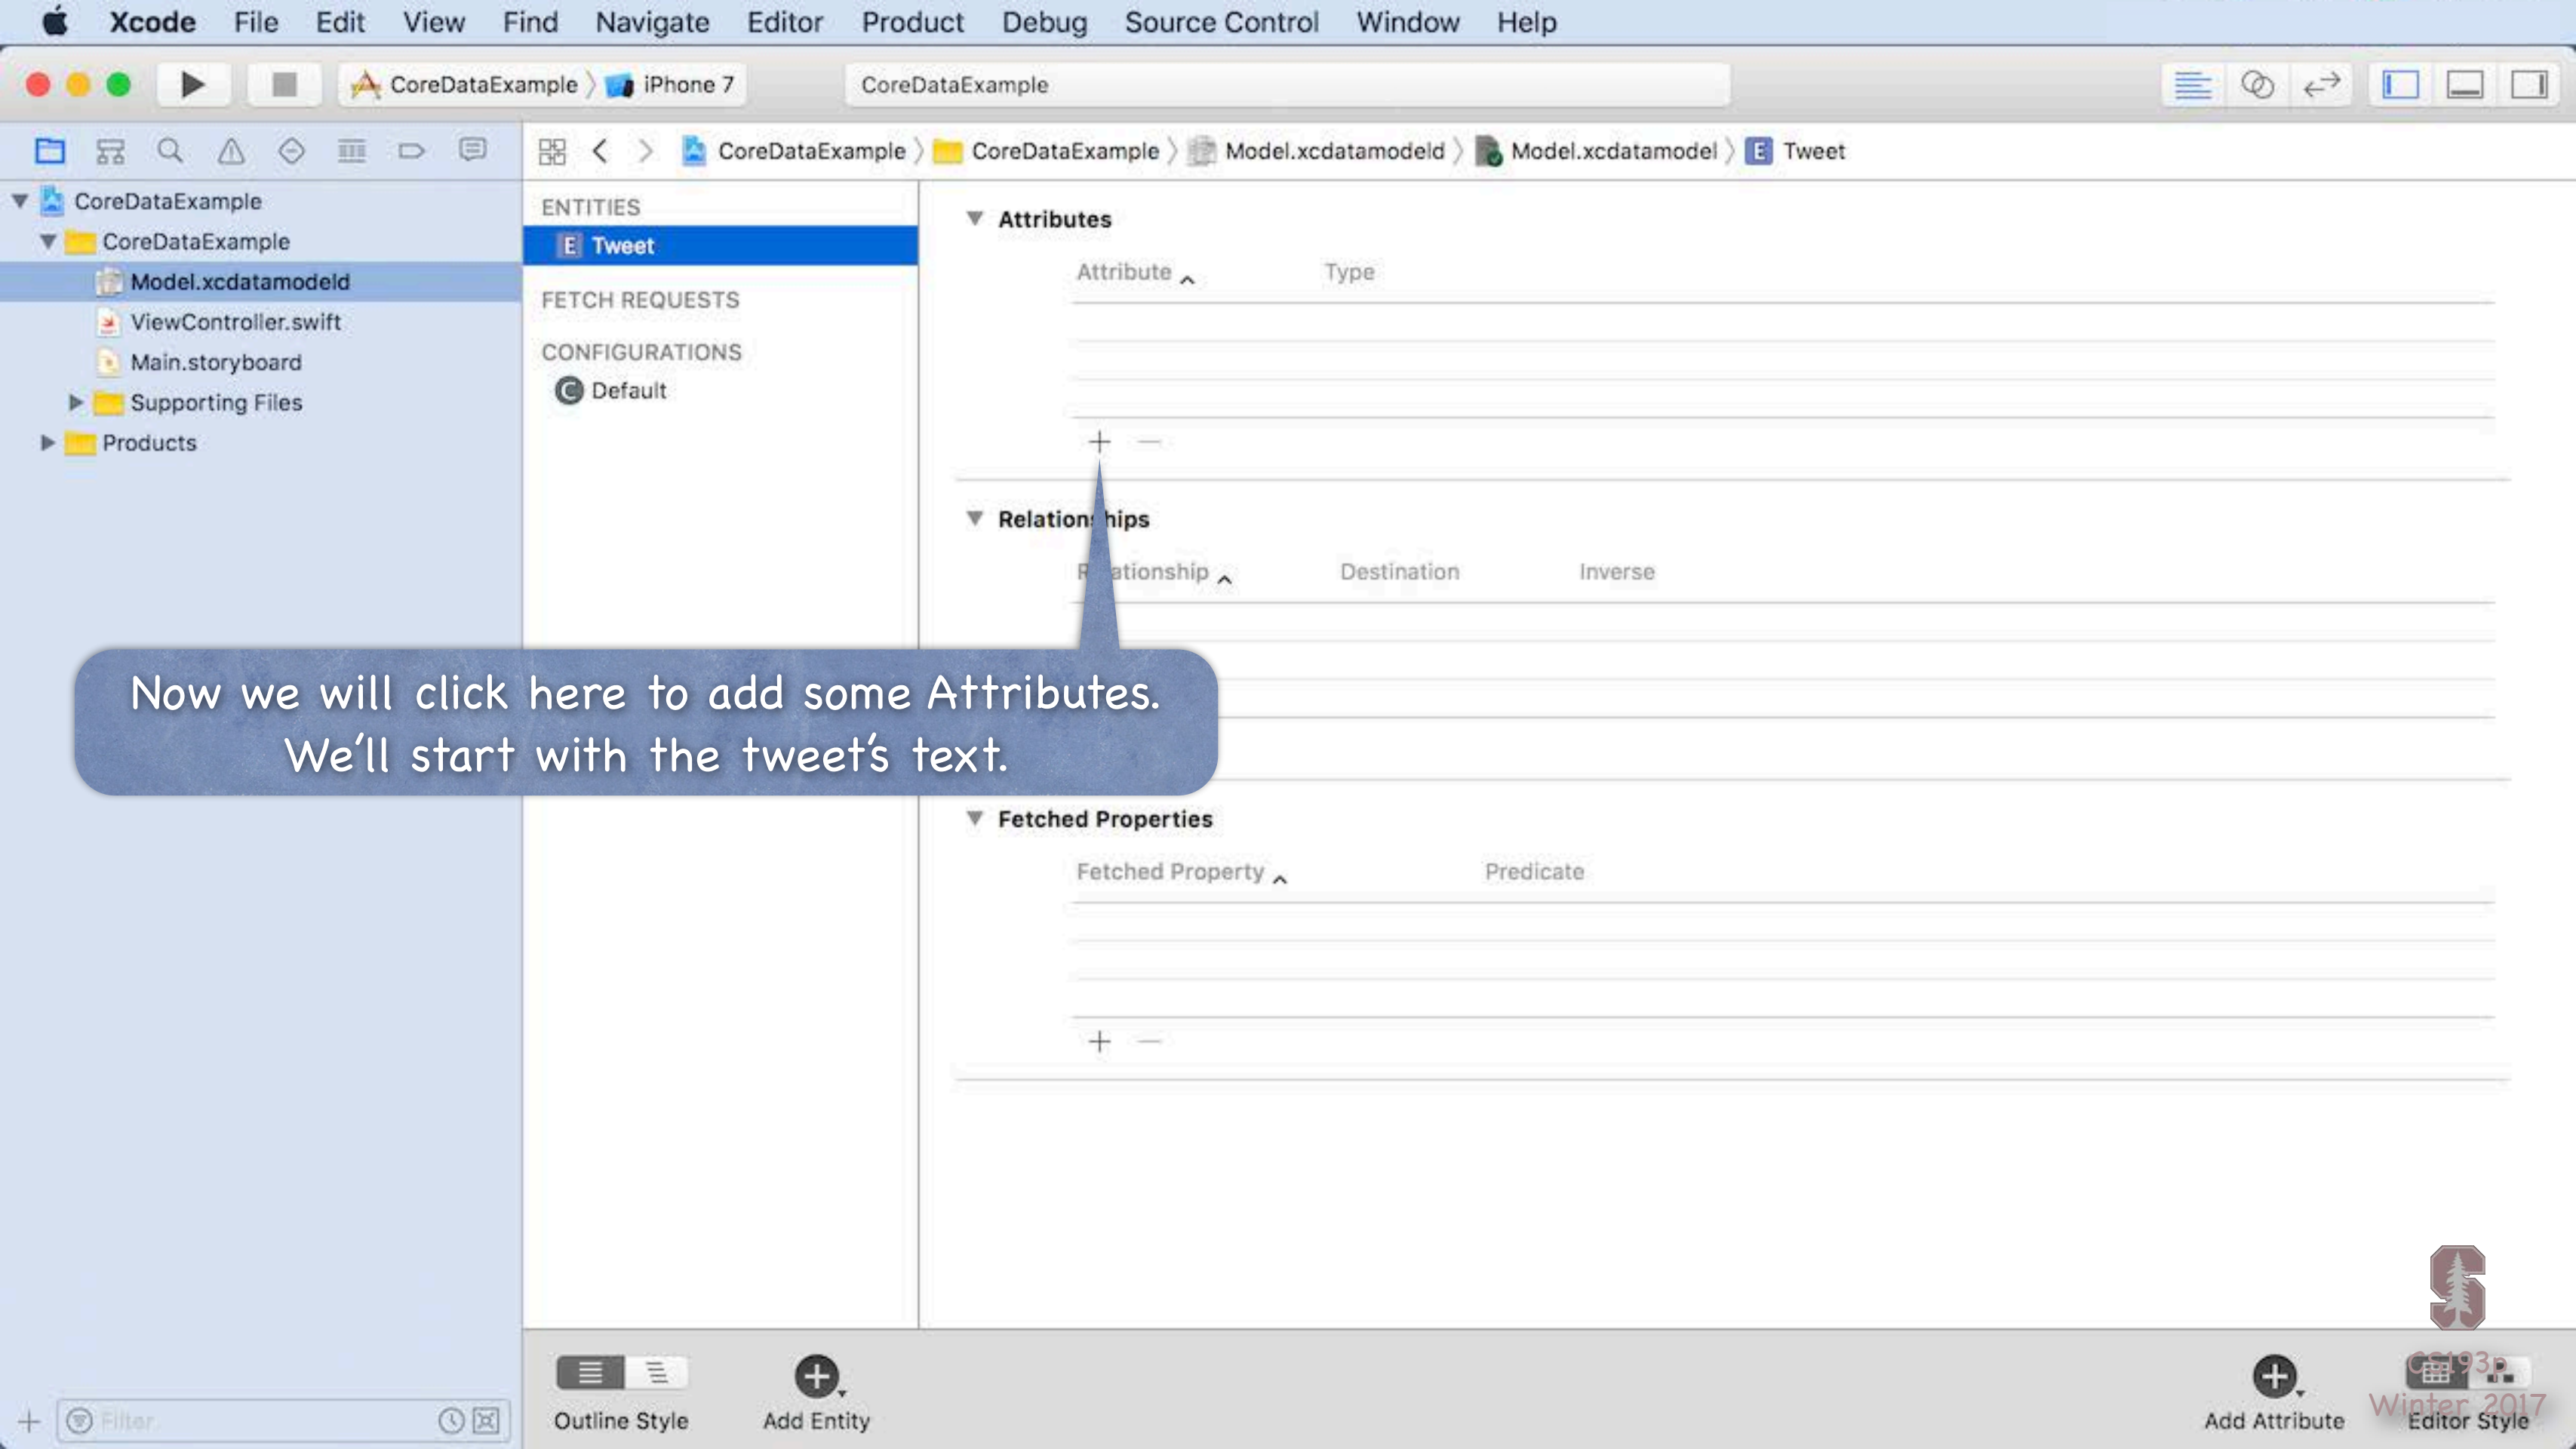 Xcode File Edit View Find Navigate Editor Product Debug Source Control Window Help
CoreDataExample iPhone 7
CoreDataExample
CoreDataExample CoreDataExample Model.xcdatamodeld Model.xcdatamodel E Tweet
CoreDataExample
CoreDataExample
Model.xcdatamodeld
ViewController.swift
Main.storyboard
Supporting Files
Products
ENTITIES
E Tweet
FETCH REQUESTS
CONFIGURATIONS
C Default
Attributes
Attribute Type
Relationships
Relationship Destination Inverse
Now we will click here to add some Attributes.
We'll start with the tweet's text.
Fetched Properties
Fetched Property Predicate
Filter
Outline Style
Add Entity
Add Attribute
Editor Style
CS193p
Winter 2017